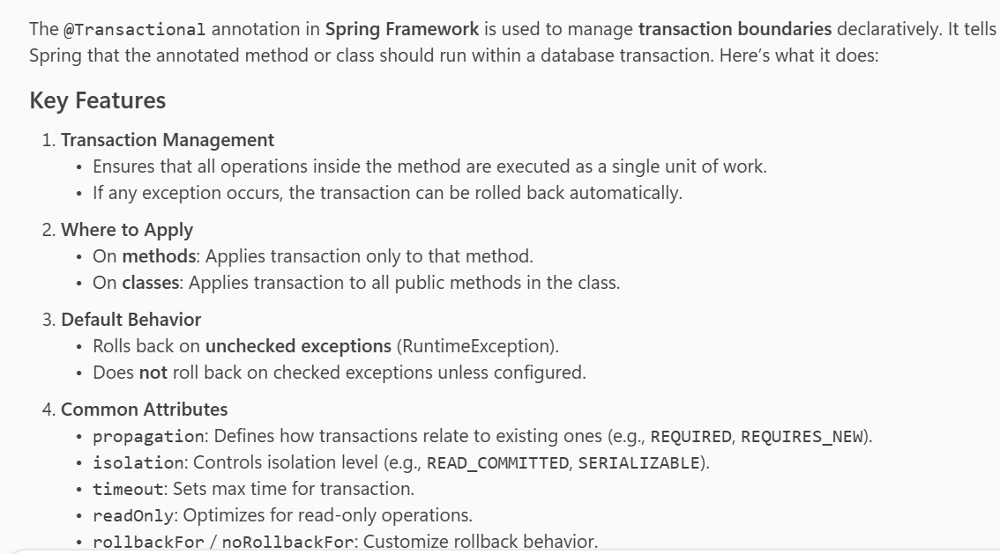 The @Transactional annotation in Spring Framework is used to manage transaction boundaries declaratively. It tells
Spring that the annotated method or class should run within a database transaction. Here’s what it does:
Key Features
1. Transaction Management
• Ensures that all operations inside the method are executed as a single unit of work.
• If any exception occurs, the transaction can be rolled back automatically.
2. Where to Apply
• On methods: Applies transaction only to that method.
• On classes: Applies transaction to all public methods in the class.
3. Default Behavior
• Rolls back on unchecked exceptions (RuntimeException).
• Does not roll back on checked exceptions unless configured.
4. Common Attributes
• propagation: Defines how transactions relate to existing ones (e.g., REQUIRED, REQUIRES_NEW).
• isolation: Controls isolation level (e.g., READ_COMMITTED, SERIALIZABLE).
• timeout: Sets max time for transaction.
• readOnly: Optimizes for read-only operations.
• rollbackFor / noRollbackFor: Customize rollback behavior.